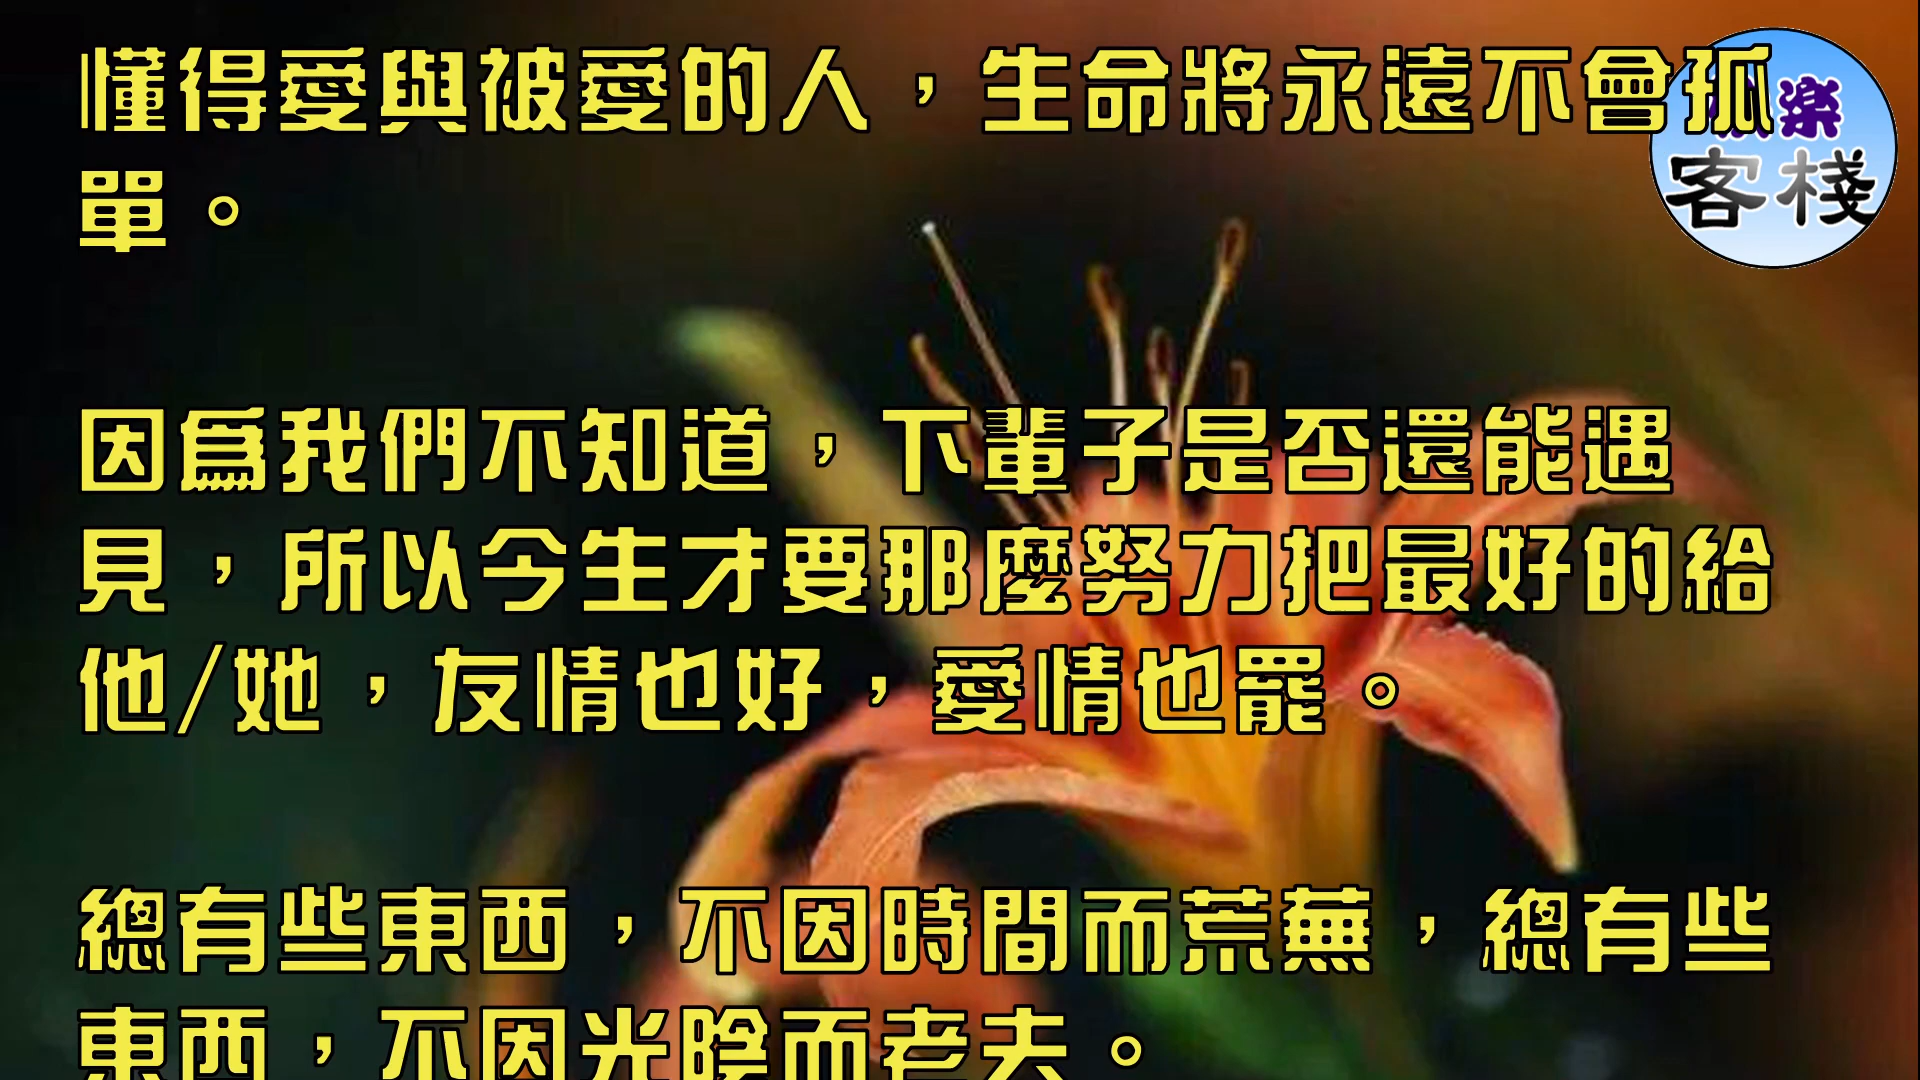 懂得愛與被愛的人，生命將永遠不會孤
單。
樂
客棧
因為我們不知道，下輩子是否還能遇
見，所以今生才要那麼努力把最好的給
他/她，友情也好，愛情也罷。
總有些東西，不因時間而荒蕪，總有些
東西，不因光陰而老去。